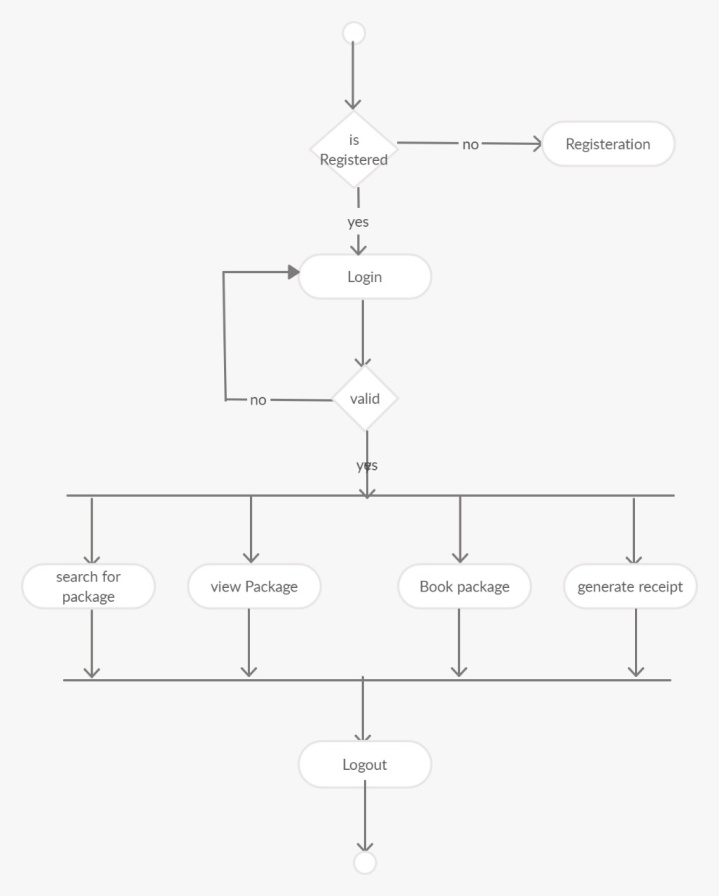 is
Registered
no
Registeration
yes
Login
valid
no
yes
search for
package
view Package
Book package
generate receipt
Logout